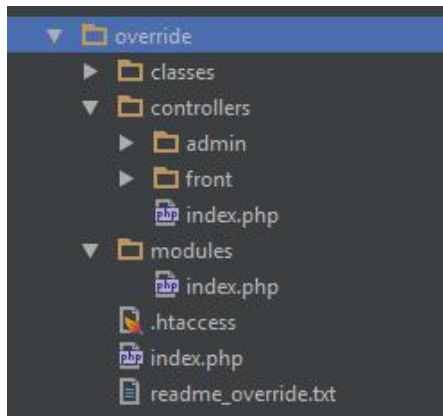 override
classes
controllers
admin
front
index.php
modules
index.php
.htaccess
index.php
readme_override.txt